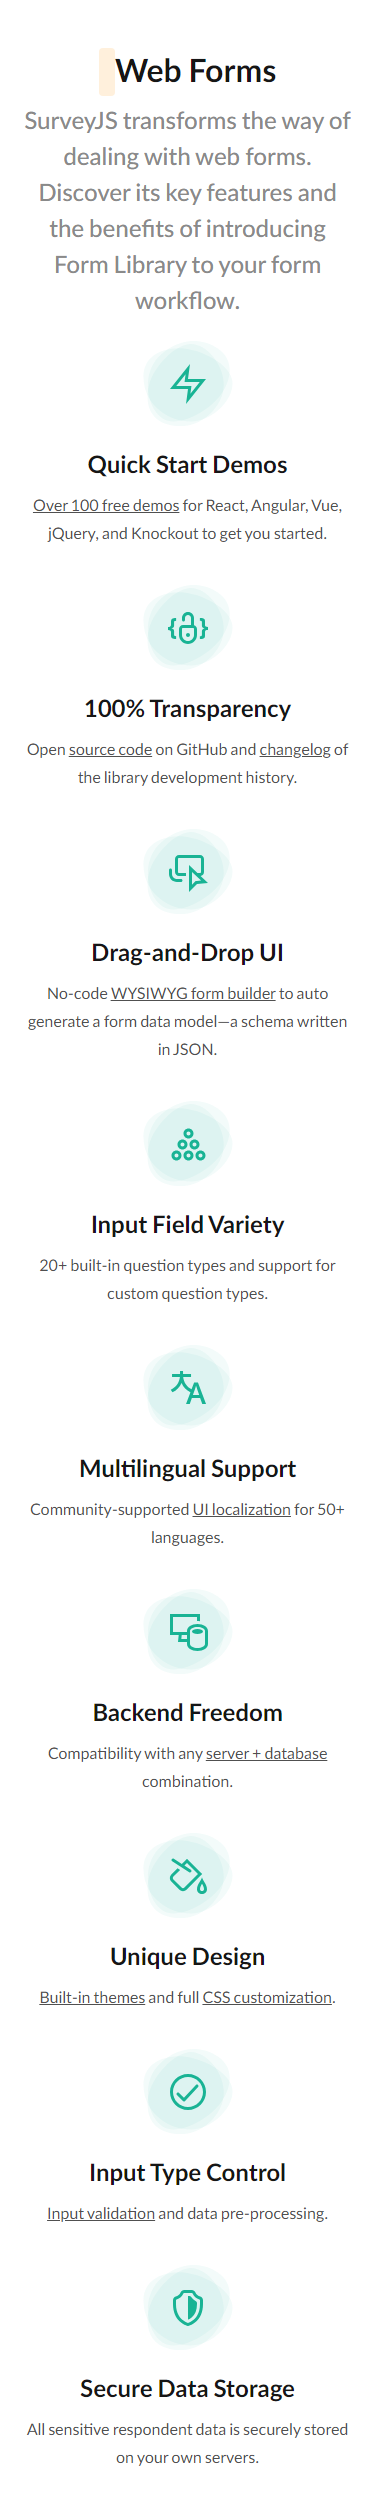 Web Forms
SurveyJS transforms the way of
dealing with web forms.
Discover its key features and
the benefits of introducing
Form Library to your form
workflow.
Quick Start Demos
Over 100 free demos for React, Angular, Vue,
jQuery, and Knockout to get you started.
100% Transparency
Open source code on GitHub and changelog of
the library development history.
Drag-and-Drop UI
No-code WYSIWYG form builder to auto
generate a form data model—a schema written
in JSON.
Input Field Variety
20+ built-in question types and support for
custom question types.
Multilingual Support
Community-supported UI localization for 50+
languages.
Backend Freedom
Compatibility with any server + database
combination.
Unique Design
Built-in themes and full CSS customization.
Input Type Control
Input validation and data pre-processing.
Secure Data Storage
All sensitive respondent data is securely stored
on your own servers.